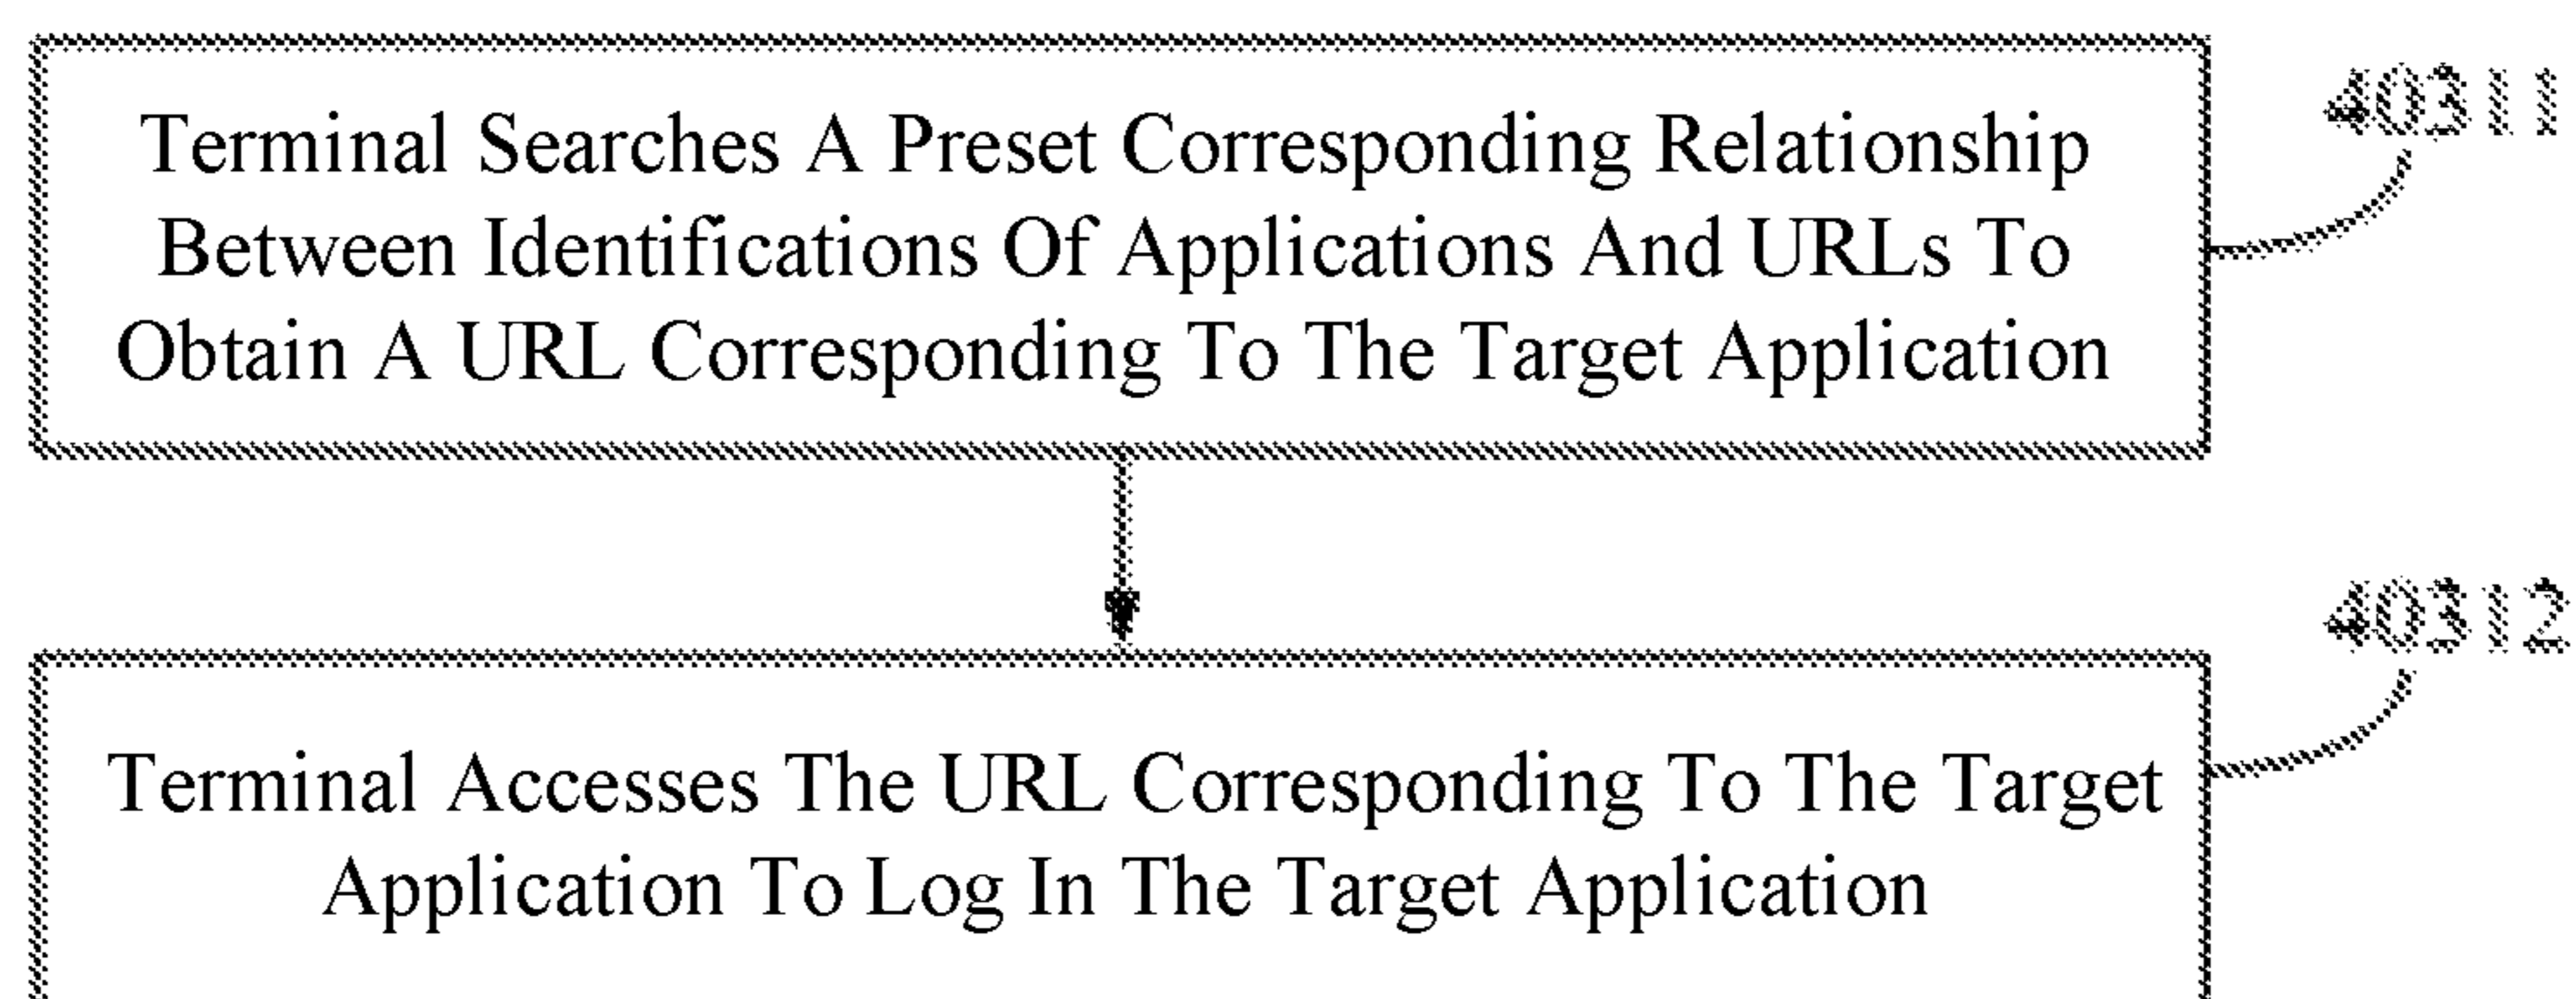 40311
Terminal Searches A Preset Corresponding Relationship
Between Identifications Of Applications And URLs To
Obtain A URL Corresponding To The Target Application
40312
Terminal Accesses The URL Corresponding To The Target
Application To Log In The Target Application